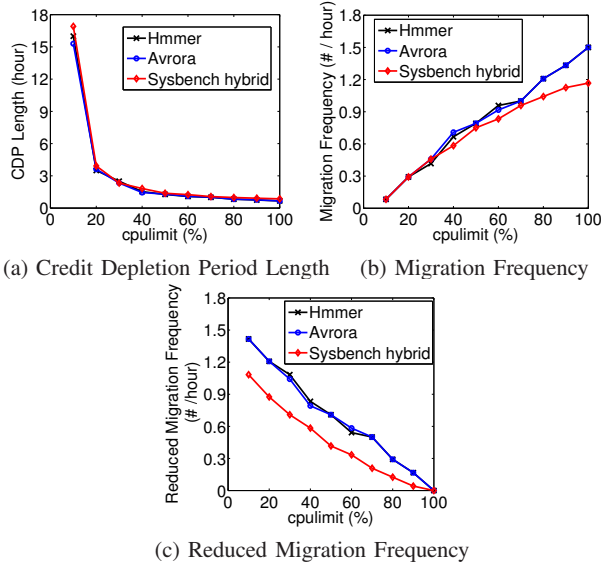 CDP Length (hour)
18
15
12
9
6
3
0
0 20 40 60 80 100
cpulimit (%)
Hmmer
Avrora
Sysbench hybrid
(a) Credit Depletion Period Length
Migration Frequency (# / hour)
1.8
1.5
1.2
0.9
0.6
0.3
0
0 20 40 60 80 100
cpulimit (%)
Hmmer
Avrora
Sysbench hybrid
(b) Migration Frequency
Reduced Migration Frequency
(# /hour)
1.8
1.5
1.2
0.9
0.6
0.3
0
0 20 40 60 80 100
cpulimit (%)
Hmmer
Avrora
Sysbench hybrid
(c) Reduced Migration Frequency